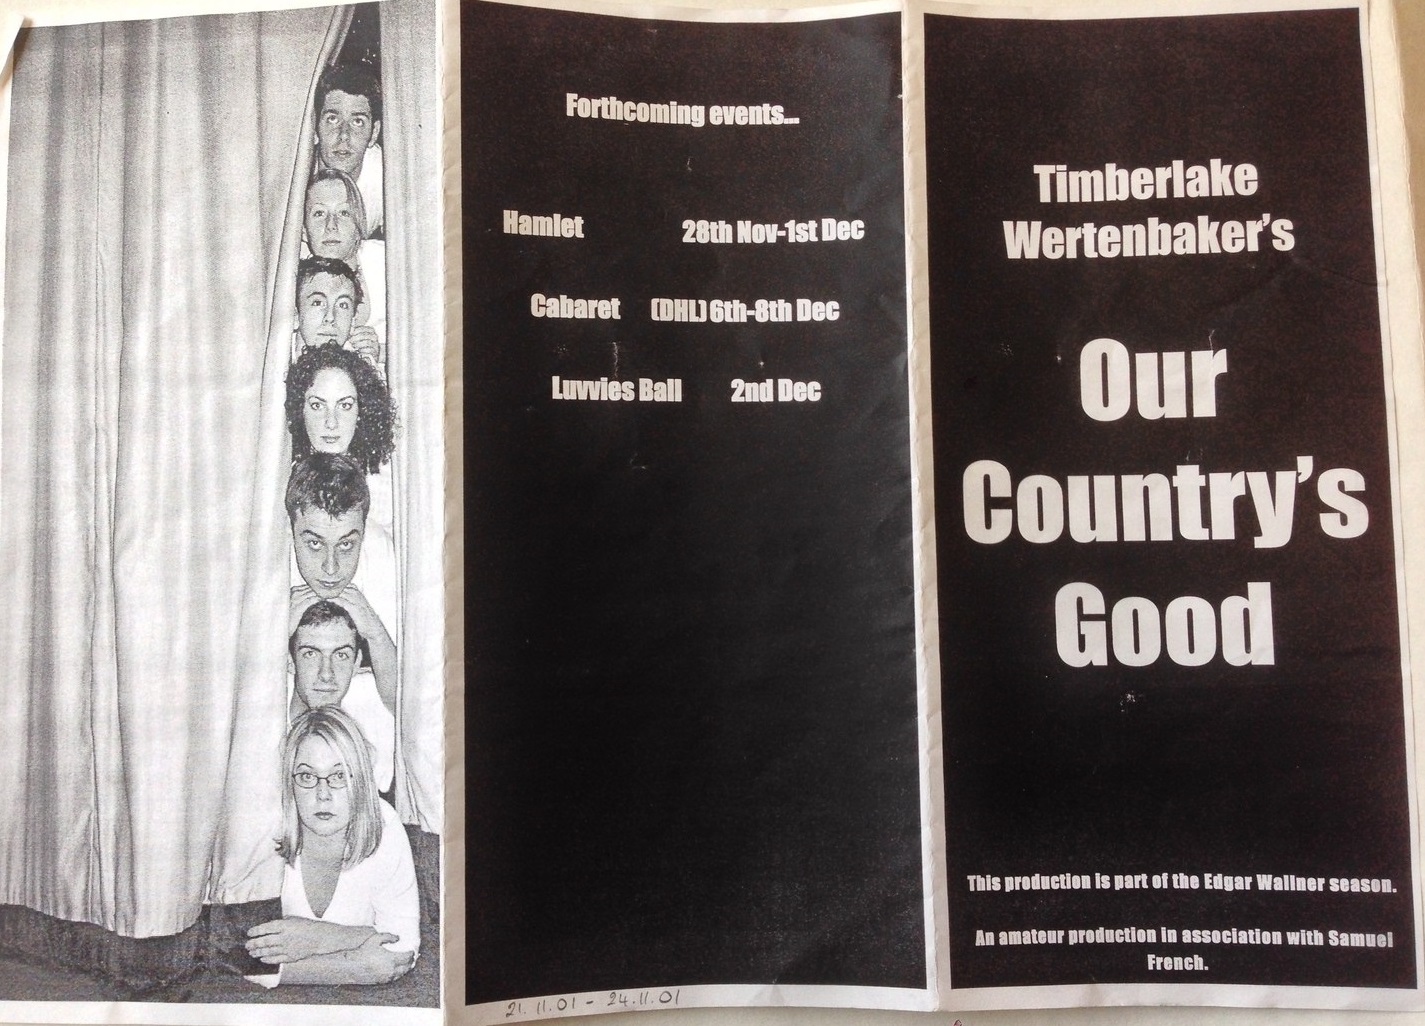 Forthcoming events...
Hamlet 28th Nov-1st Dec
Cabaret (DHL) 6th-8th Dec
Luvvies Ball 2nd Dec
21.11.01 - 24.11.01
Timberlake
Wertenbaker's
Our
Country's
Good
This production is part of the Edgar Wallner season.
An amateur production in association with Samuel
French.